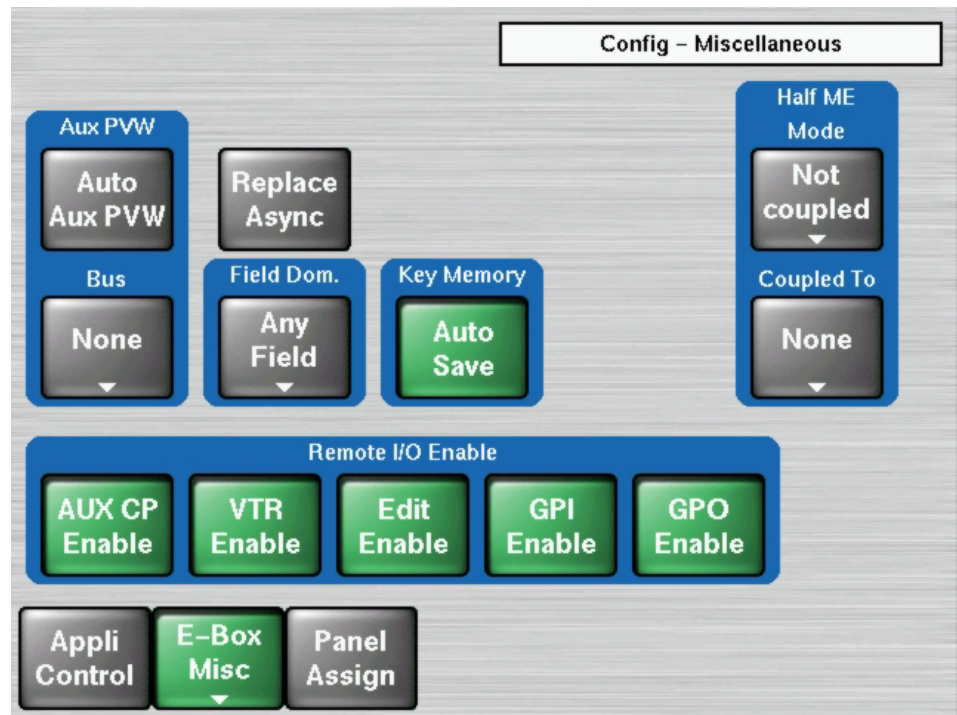 Config – Miscellaneous
Aux PVW
Auto
Aux PVW
Bus
None
Replace
Async
Field Dom.
Any
Field
Key Memory
Auto
Save
Half ME
Mode
Not
coupled
Coupled To
None
Remote I/O Enable
AUX CP
Enable
VTR
Enable
Edit
Enable
GPI
Enable
GPO
Enable
Appli
Control
E–Box
Misc
Panel
Assign